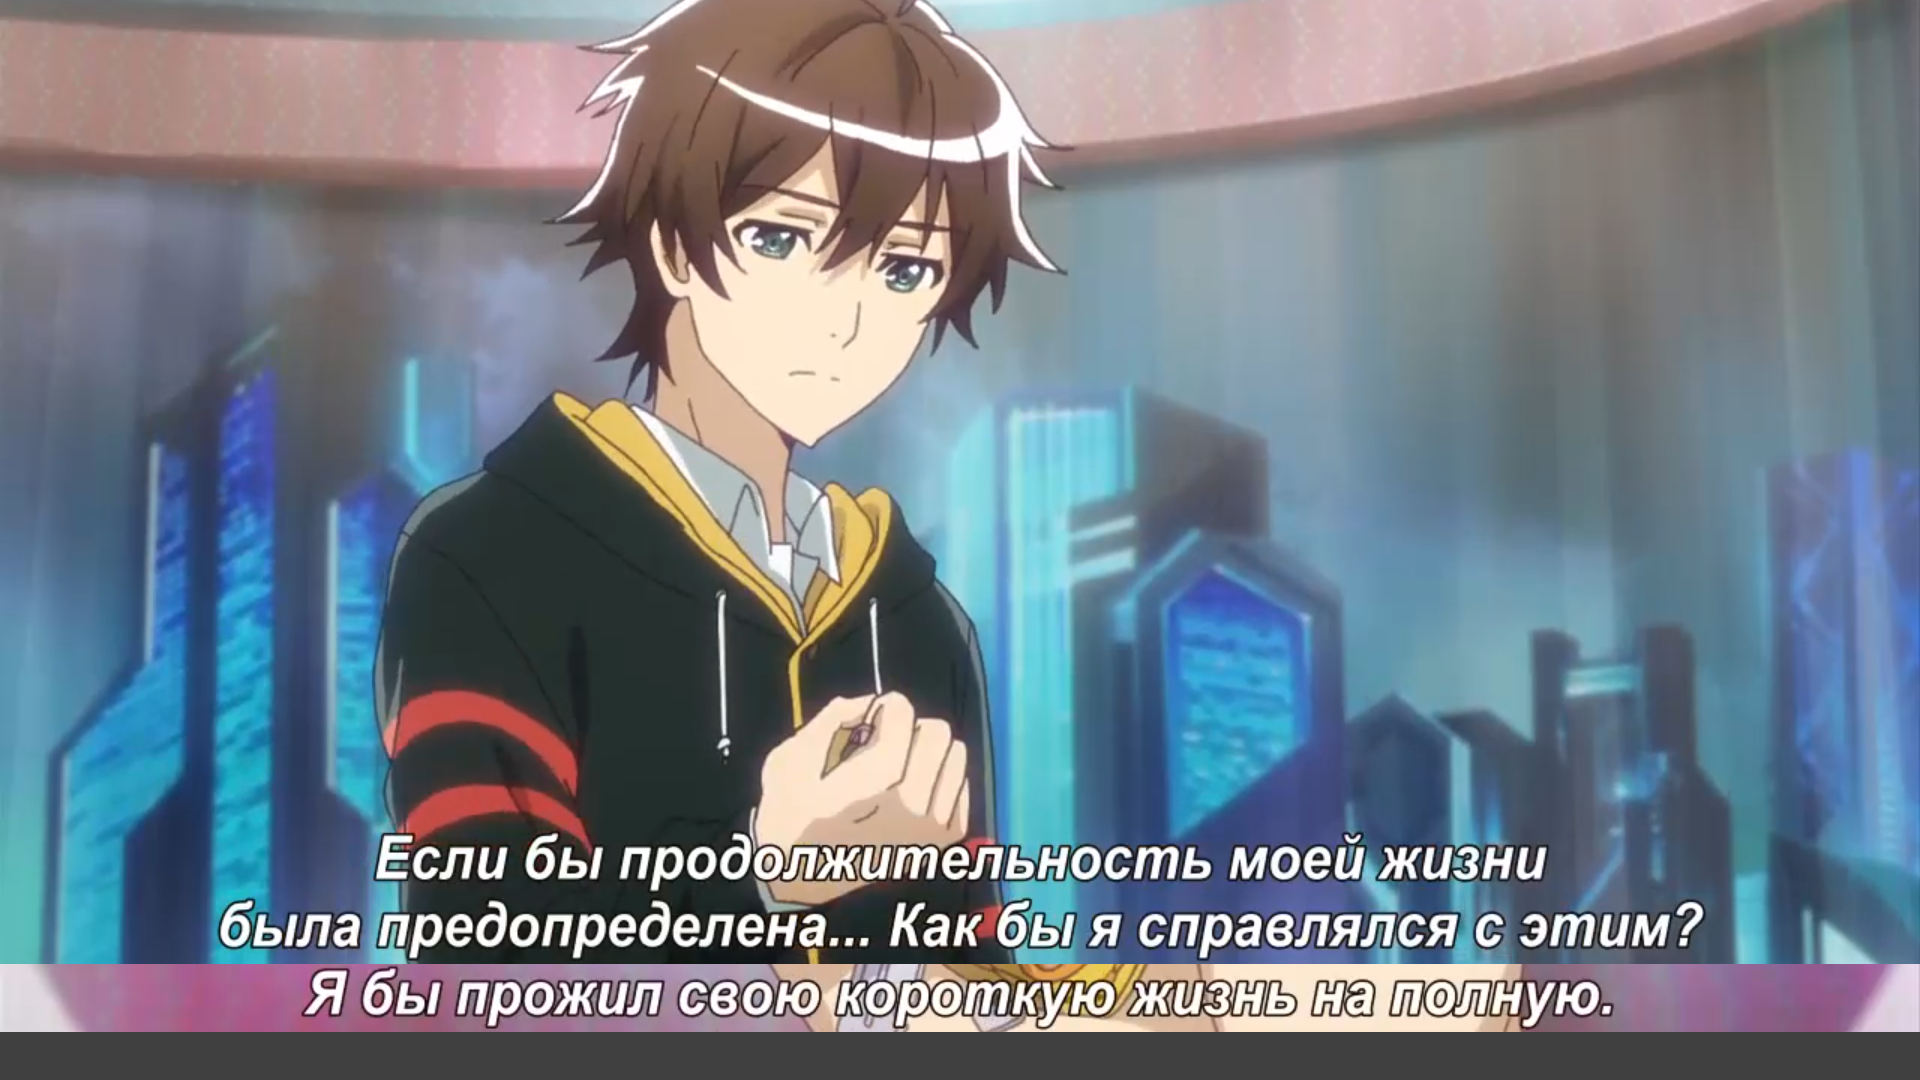 Если бы продолжительность моей жизни
была предопределена... Как бы я справлялся с этим?
Я бы прожил свою короткую жизнь на полную.